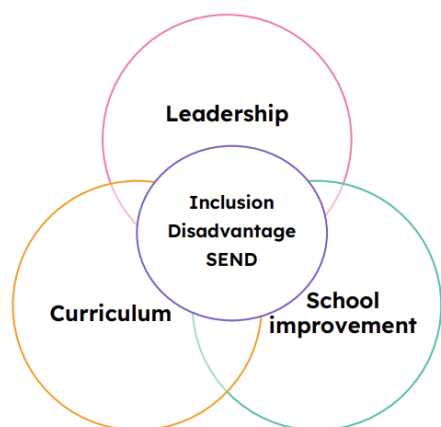 Leadership
Inclusion
Disadvantage
SEND
Curriculum
School
improvement